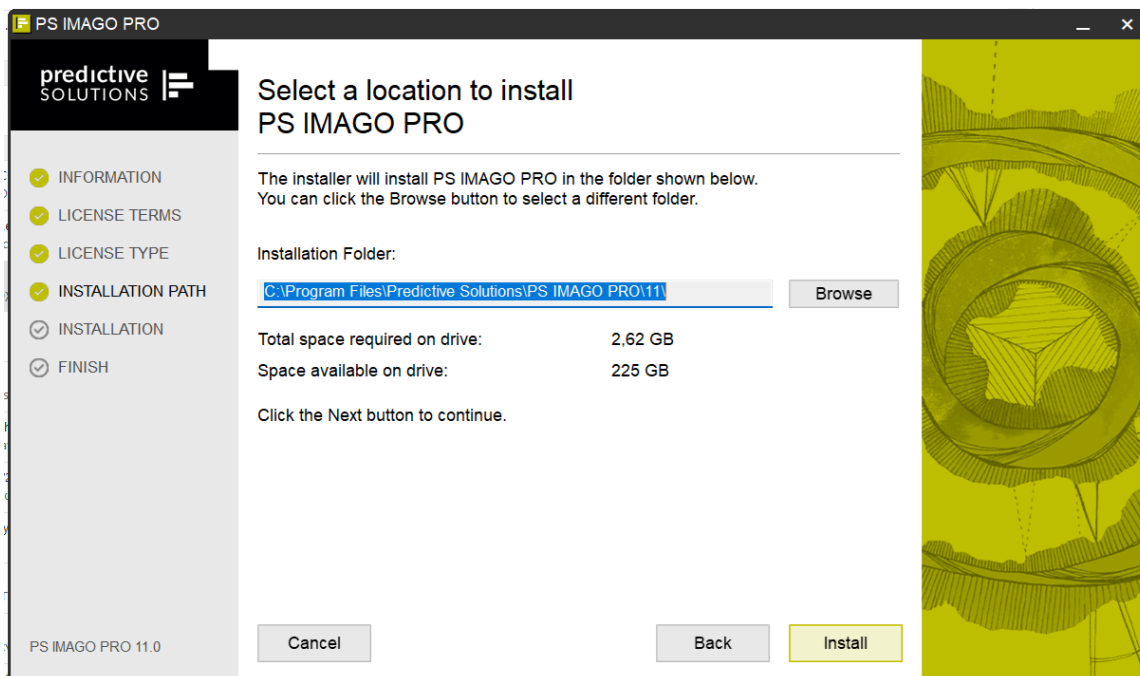 PS IMAGO PRO
predictive
SOLUTIONS
INFORMATION
LICENSE TERMS
LICENSE TYPE
INSTALLATION PATH
INSTALLATION
FINISH
PS IMAGO PRO 11.0
Select a location to install
PS IMAGO PRO
The installer will install PS IMAGO PRO in the folder shown below.
You can click the Browse button to select a different folder.
Installation Folder:
C:\Program Files\Predictive Solutions\PS IMAGO PRO\11\
Browse
Total space required on drive: 2,62 GB
Space available on drive: 225 GB
Click the Next button to continue.
Cancel
Back
Install